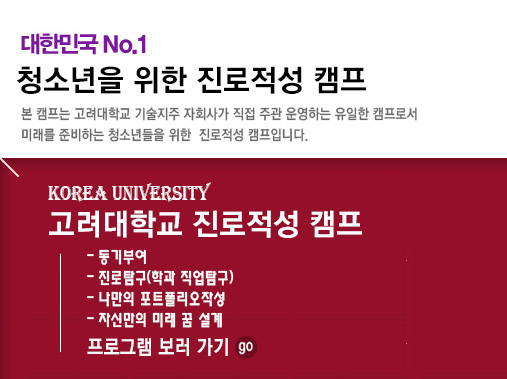 대한민국 No.1
청소년을 위한 진로적성 캠프
본 캠프는 고려대학교 기술지주 자회사가 직접 주관 운영하는 유일한 캠프로서
미래를 준비하는 청소년들을 위한 진로적성 캠프입니다.
KOREA UNIVERSITY
고려대학교 진로적성 캠프
- 동기부여
- 진로탐구(학과 직업탐구)
- 나만의 포트폴리오작성
- 자신만의 미래 꿈 설계
프로그램 보러 가기 go